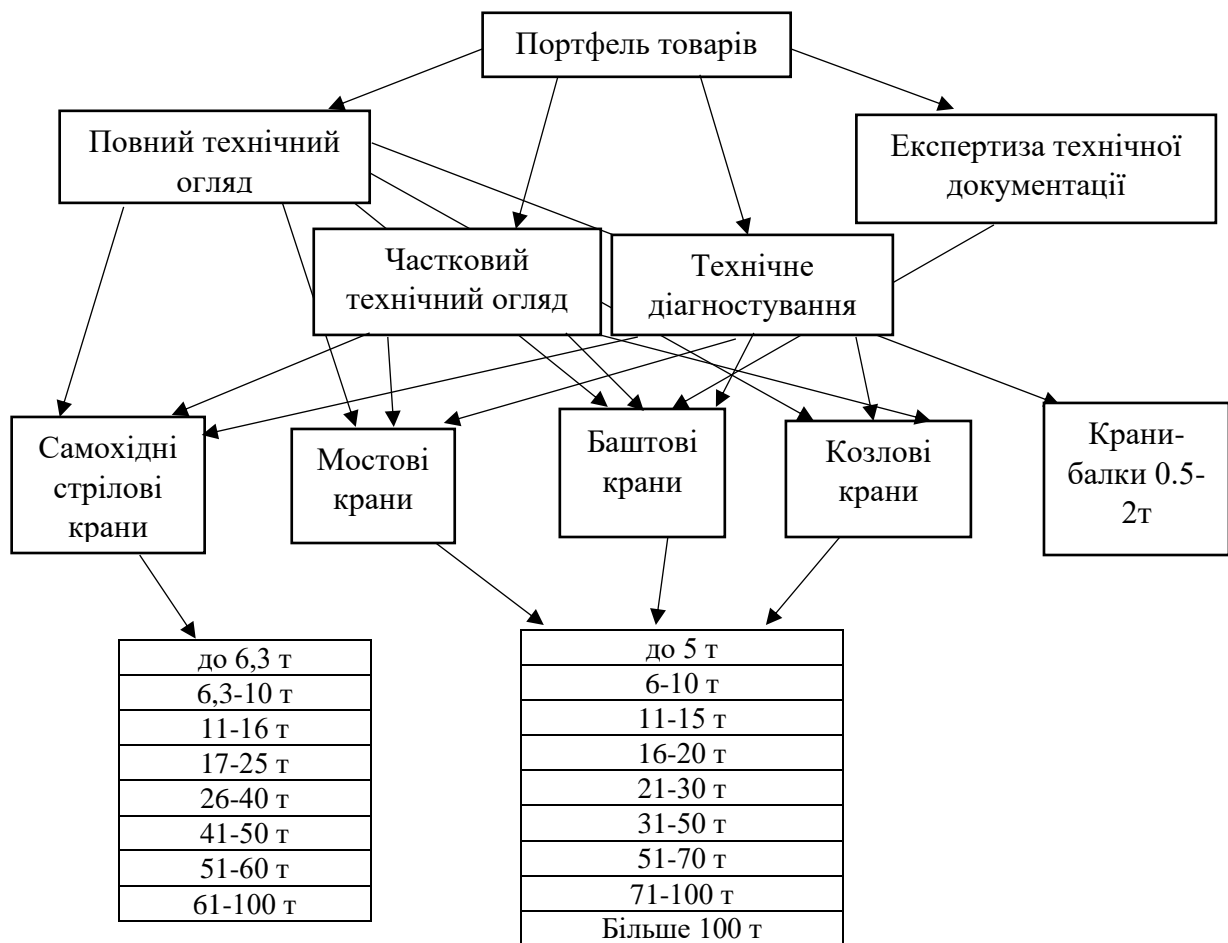 Портфель товарів
Повний технічний
огляд
Експертиза технічної
документації
Частковий
технічний огляд
Технічне
діагностування
Самохідні
стрілові
крани
Мостові
крани
Баштові
крани
Козлові
крани
Крани-
балки 0.5-
2т
до 6,3 т
6,3-10 т
11-16 т
17-25 т
26-40 т
41-50 т
51-60 т
61-100 т
до 5 т
6-10 т
11-15 т
16-20 т
21-30 т
31-50 т
51-70 т
71-100 т
Більше 100 т